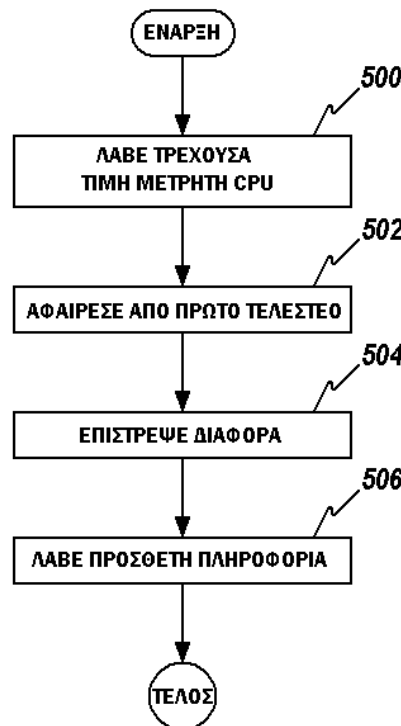 ΕΝΑΡΞΗ
500
ΛΑΒΕ ΤΡΕΧΟΥΣΑ
ΤΙΜΗ ΜΕΤΡΗΤΗ CPU
502
ΑΦΑΙΡΕΣΕ ΑΠΟ ΠΡΩΤΟ ΤΕΛΕΣΤΕΟ
504
ΕΠΙΣΤΡΕΨΕ ΔΙΑΦΟΡΑ
506
ΛΑΒΕ ΠΡΟΣΘΕΤΗ ΠΛΗΡΟΦΟΡΙΑ
ΤΕΛΟΣ